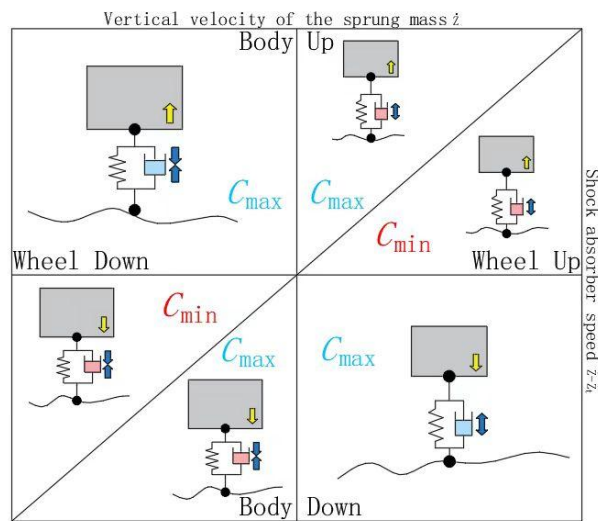 Vertical velocity of the sprung mass ż
Body Up
Cmax Cmax
Cmin
Wheel Down Wheel Up
Shock absorber speed ż-żt
Cmin
Cmax Cmax
Body Down